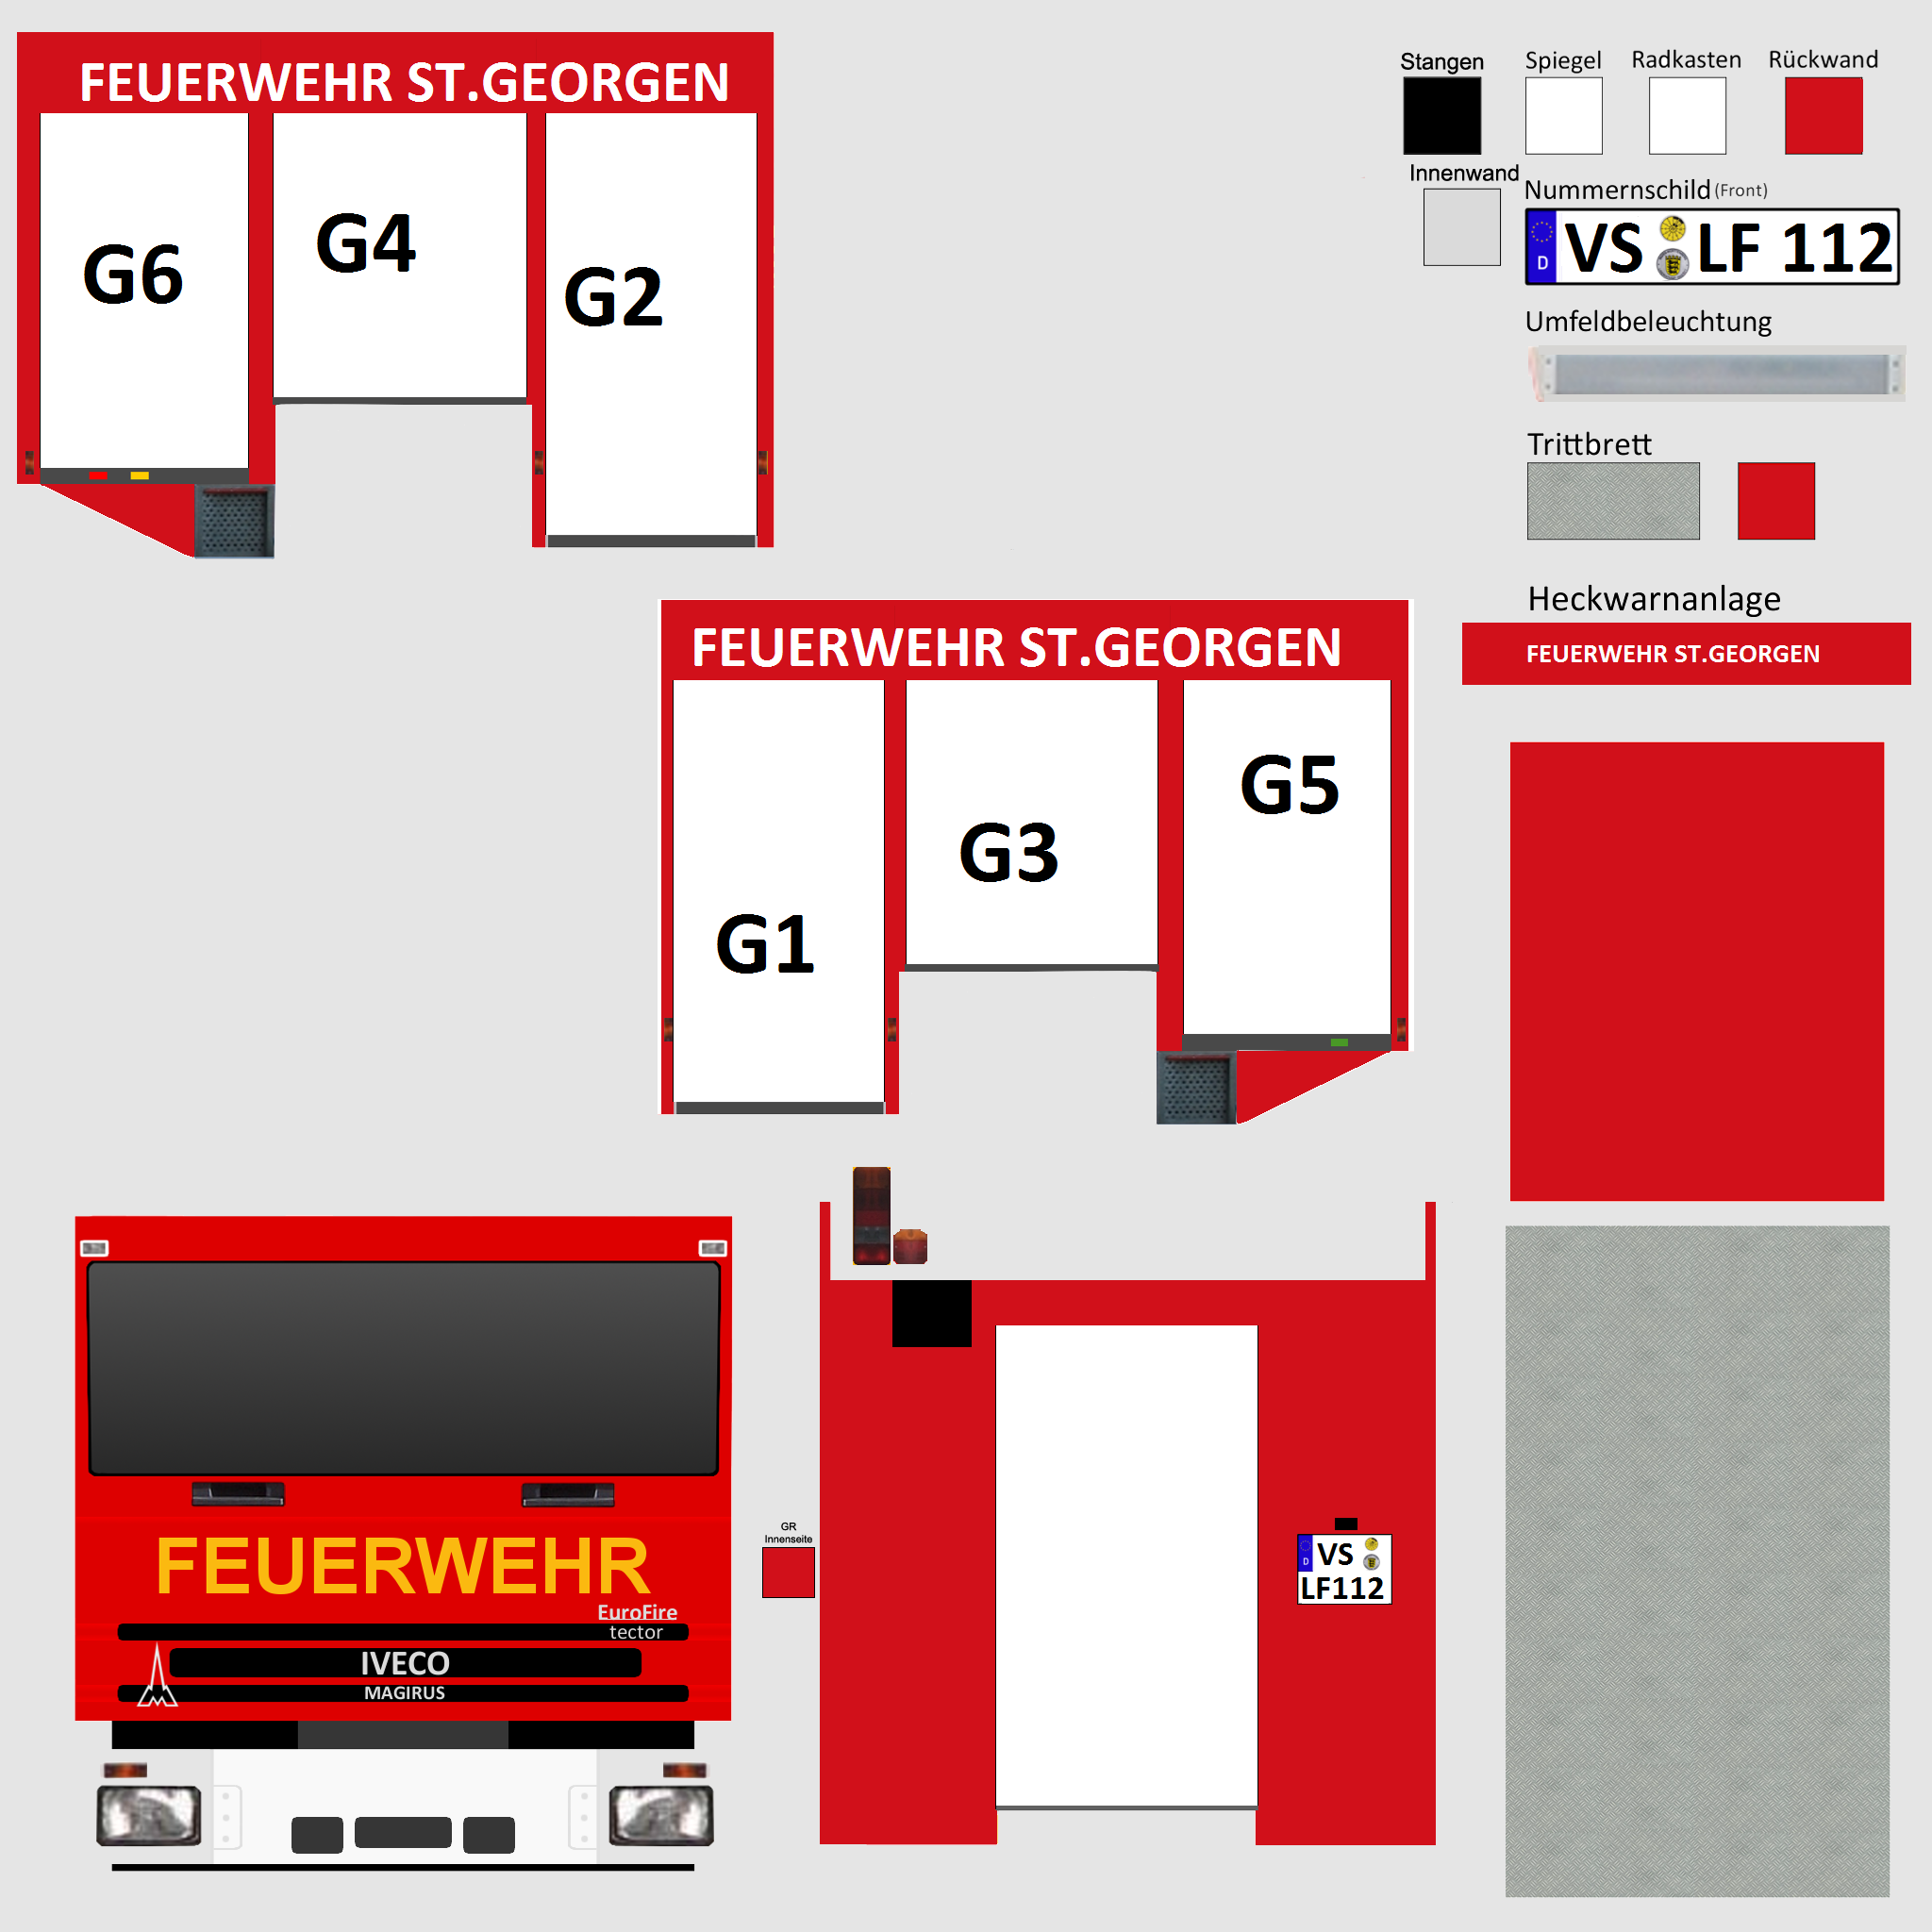 FEUERWEHR ST.GEORGEN
G6
G4
G2
Stangen
Spiegel
Radkasten
Rückwand
Innenwand
Nummernschild (Front)
D VS LF 112
Umfeldbeleuchtung
Trittbrett
Heckwarnanlage
FEUERWEHR ST.GEORGEN
FEUERWEHR ST.GEORGEN
G1
G3
G5
FEUERWEHR
EuroFire
tector
IVECO
MAGIRUS
GR
Innenseite
D VS
LF112